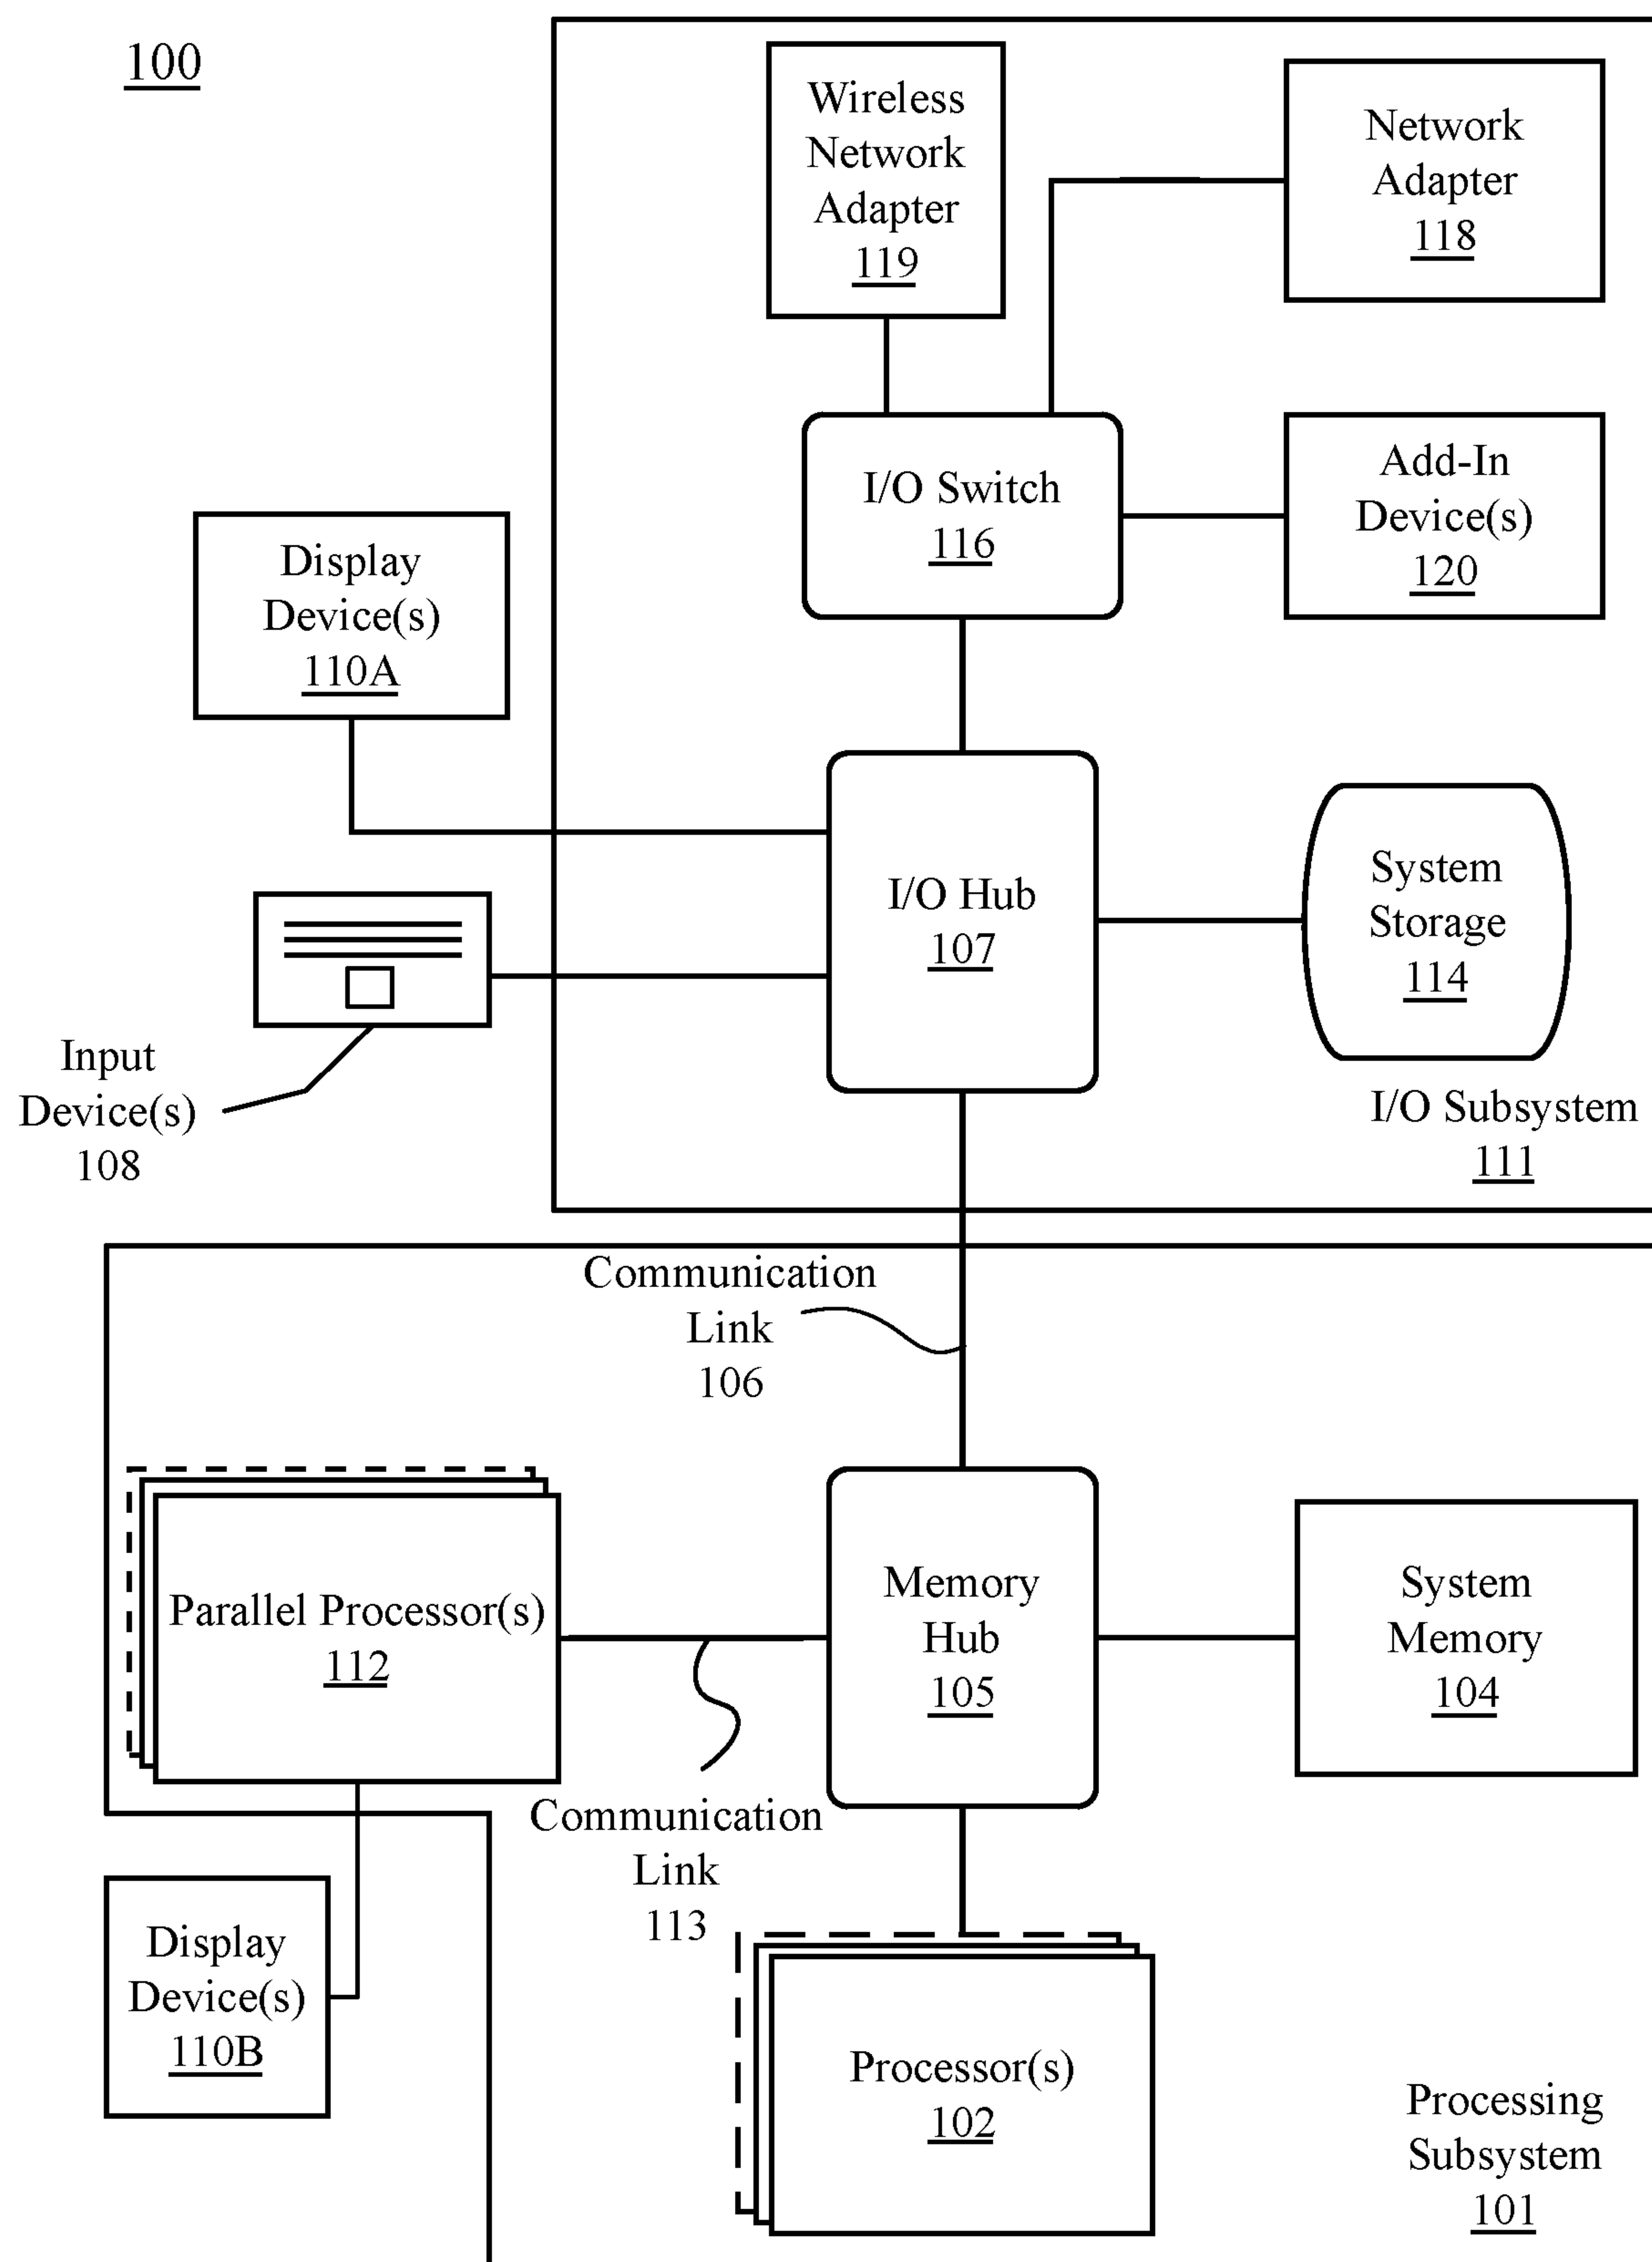 100
Wireless
Network
Adapter
119
Network
Adapter
118
I/O Switch
116
Add-In
Device(s)
120
Display
Device(s)
110A
I/O Hub
107
System
Storage
114
Input
Device(s)
108
I/O Subsystem
111
Communication
Link
106
Parallel Processor(s)
112
Memory
Hub
105
System
Memory
104
Communication
Link
113
Display
Device(s)
110B
Processor(s)
102
Processing
Subsystem
101